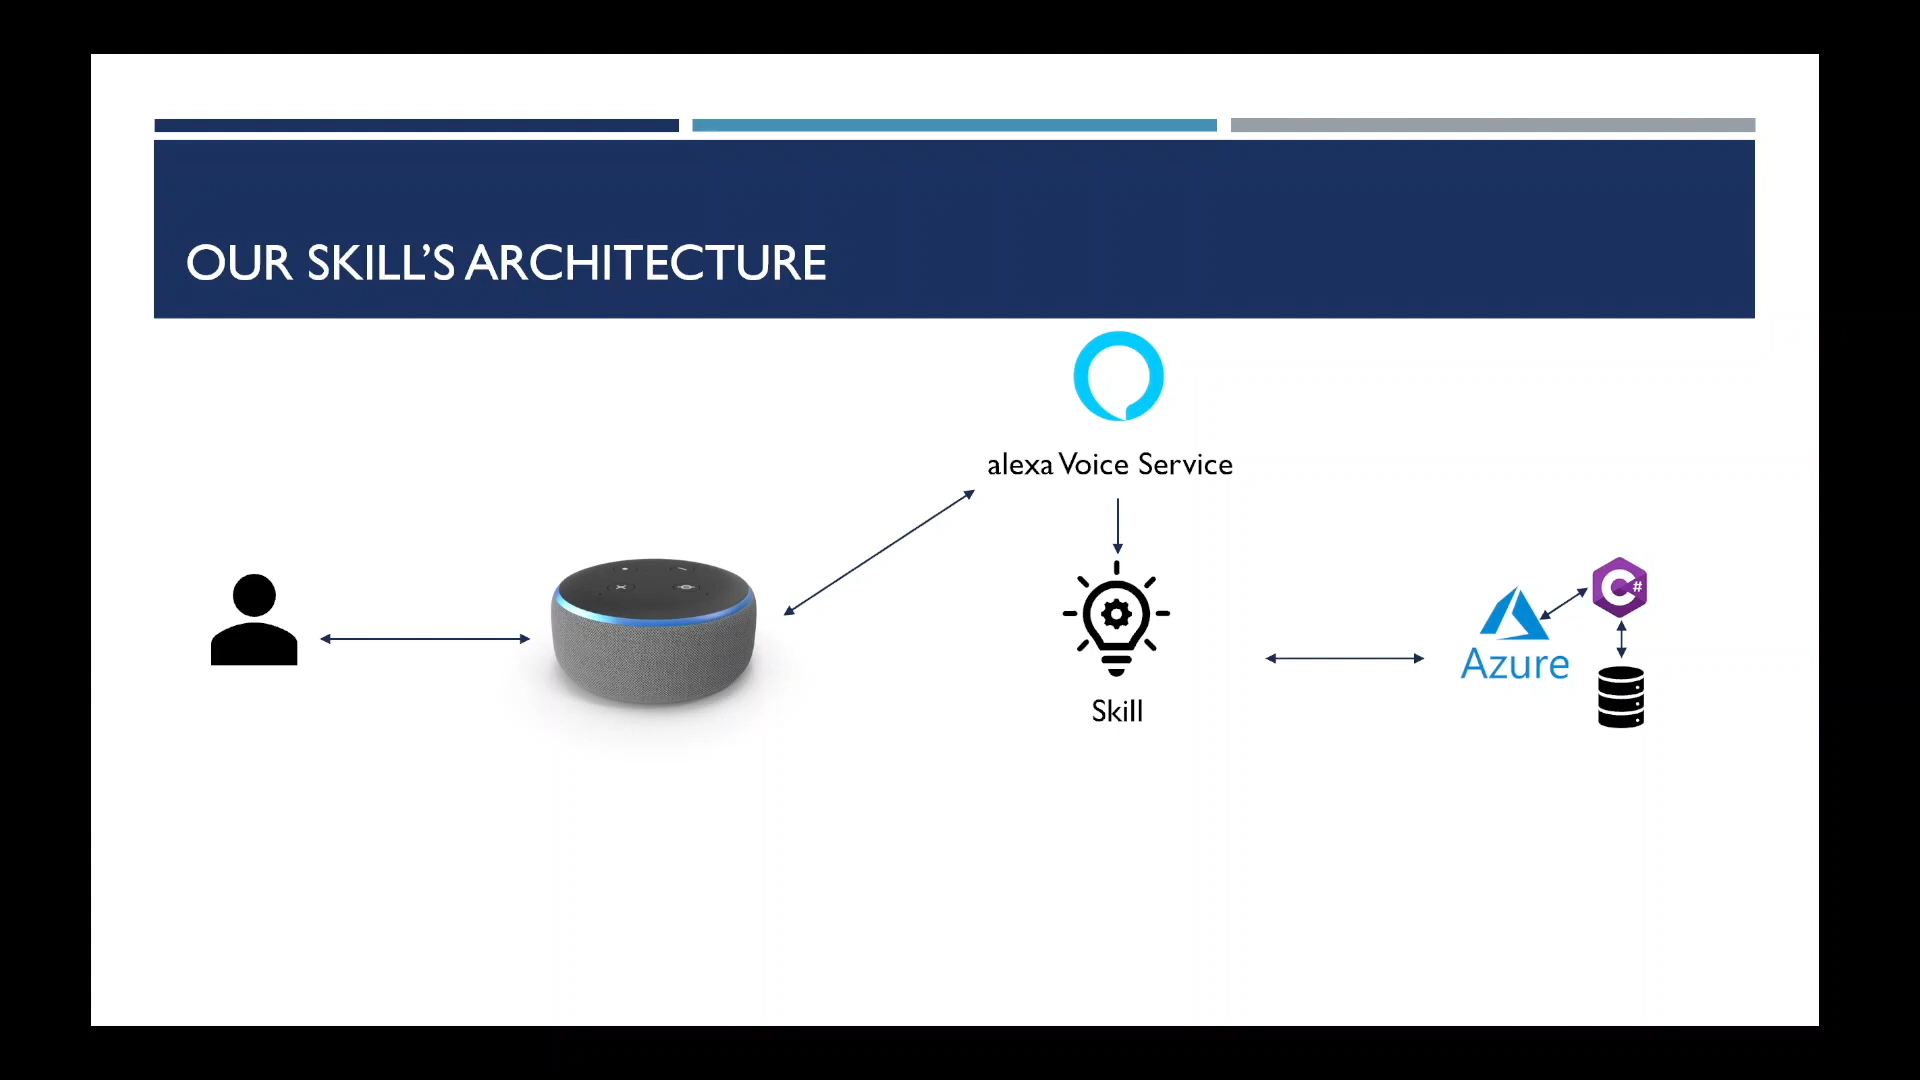 OUR SKILL’S ARCHITECTURE
alexa Voice Service
Skill
C#
Azure